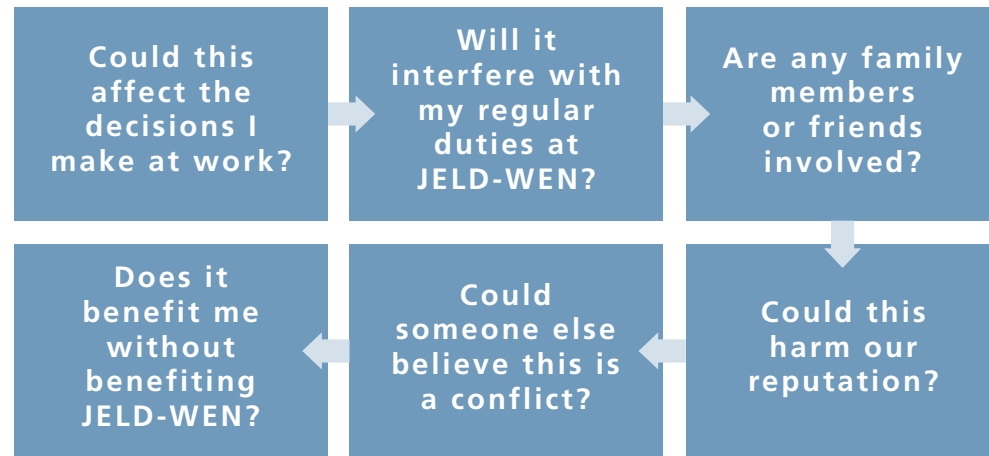 Could this
affect the
decisions I
make at work?
Will it
interfere with
my regular
duties at
JELD-WEN?
Are any family
members
or friends
involved?
Could this
harm our
reputation?
Could
someone else
believe this is
a conflict?
Does it
benefit me
without
benefiting
JELD-WEN?